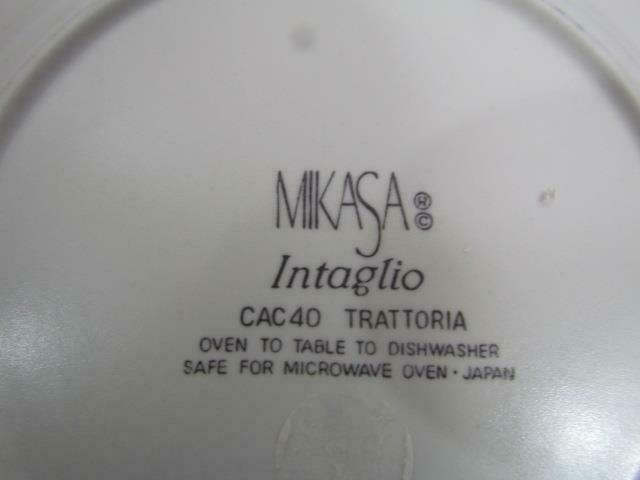 MIKASA ® ©
Intaglio
CAC40 TRATTORIA
OVEN TO TABLE TO DISHWASHER
SAFE FOR MICROWAVE OVEN · JAPAN